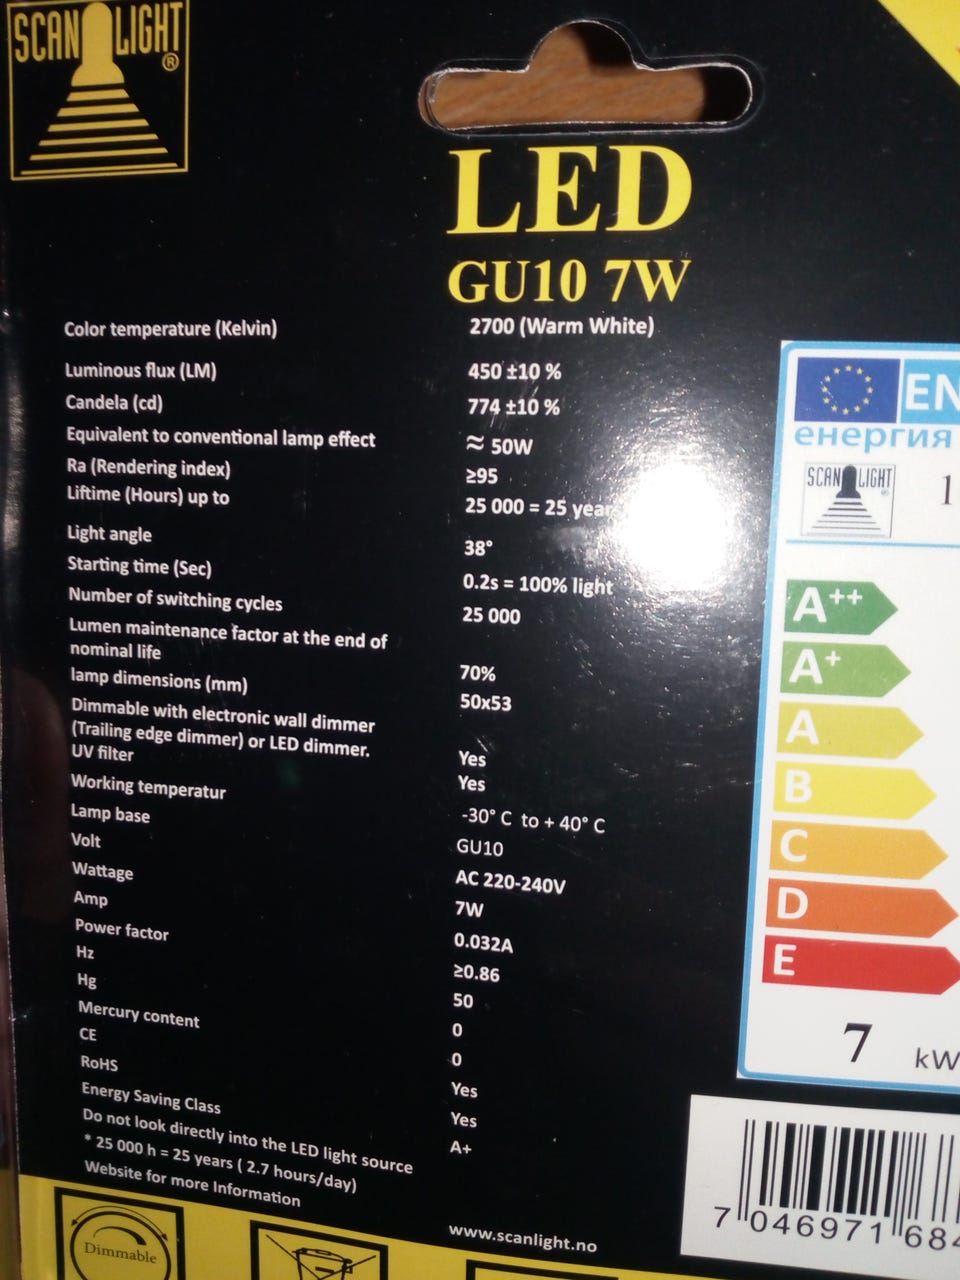 SCAN LIGHT ®
LED
GU10 7W
Color temperature (Kelvin) 2700 (Warm White)
Luminous flux (LM) 450 ±10 %
Candela (cd) 774 ±10 %
Equivalent to conventional lamp effect ≈ 50W
Ra (Rendering index) ≥95
Liftime (Hours) up to 25 000 = 25 year
Light angle 38°
Starting time (Sec) 0.2s = 100% light
Number of switching cycles 25 000
Lumen maintenance factor at the end of
nominal life 70%
lamp dimensions (mm) 50x53
Dimmable with electronic wall dimmer
(Trailing edge dimmer) or LED dimmer. Yes
UV filter Yes
Working temperatur -30° C to + 40° C
Lamp base GU10
Volt AC 220-240V
Wattage 7W
Amp 0.032A
Power factor ≥0.86
Hz 50
Hg 0
Mercury content 0
CE Yes
RoHS Yes
Energy Saving Class A+
Do not look directly into the LED light source
* 25 000 h = 25 years ( 2.7 hours/day)
Website for more Information www.scanlight.no
Dimmable
EN
енергия
SCAN LIGHT ®
1
A++
A+
A
B
C
D
E
7 kW
7 046971 684